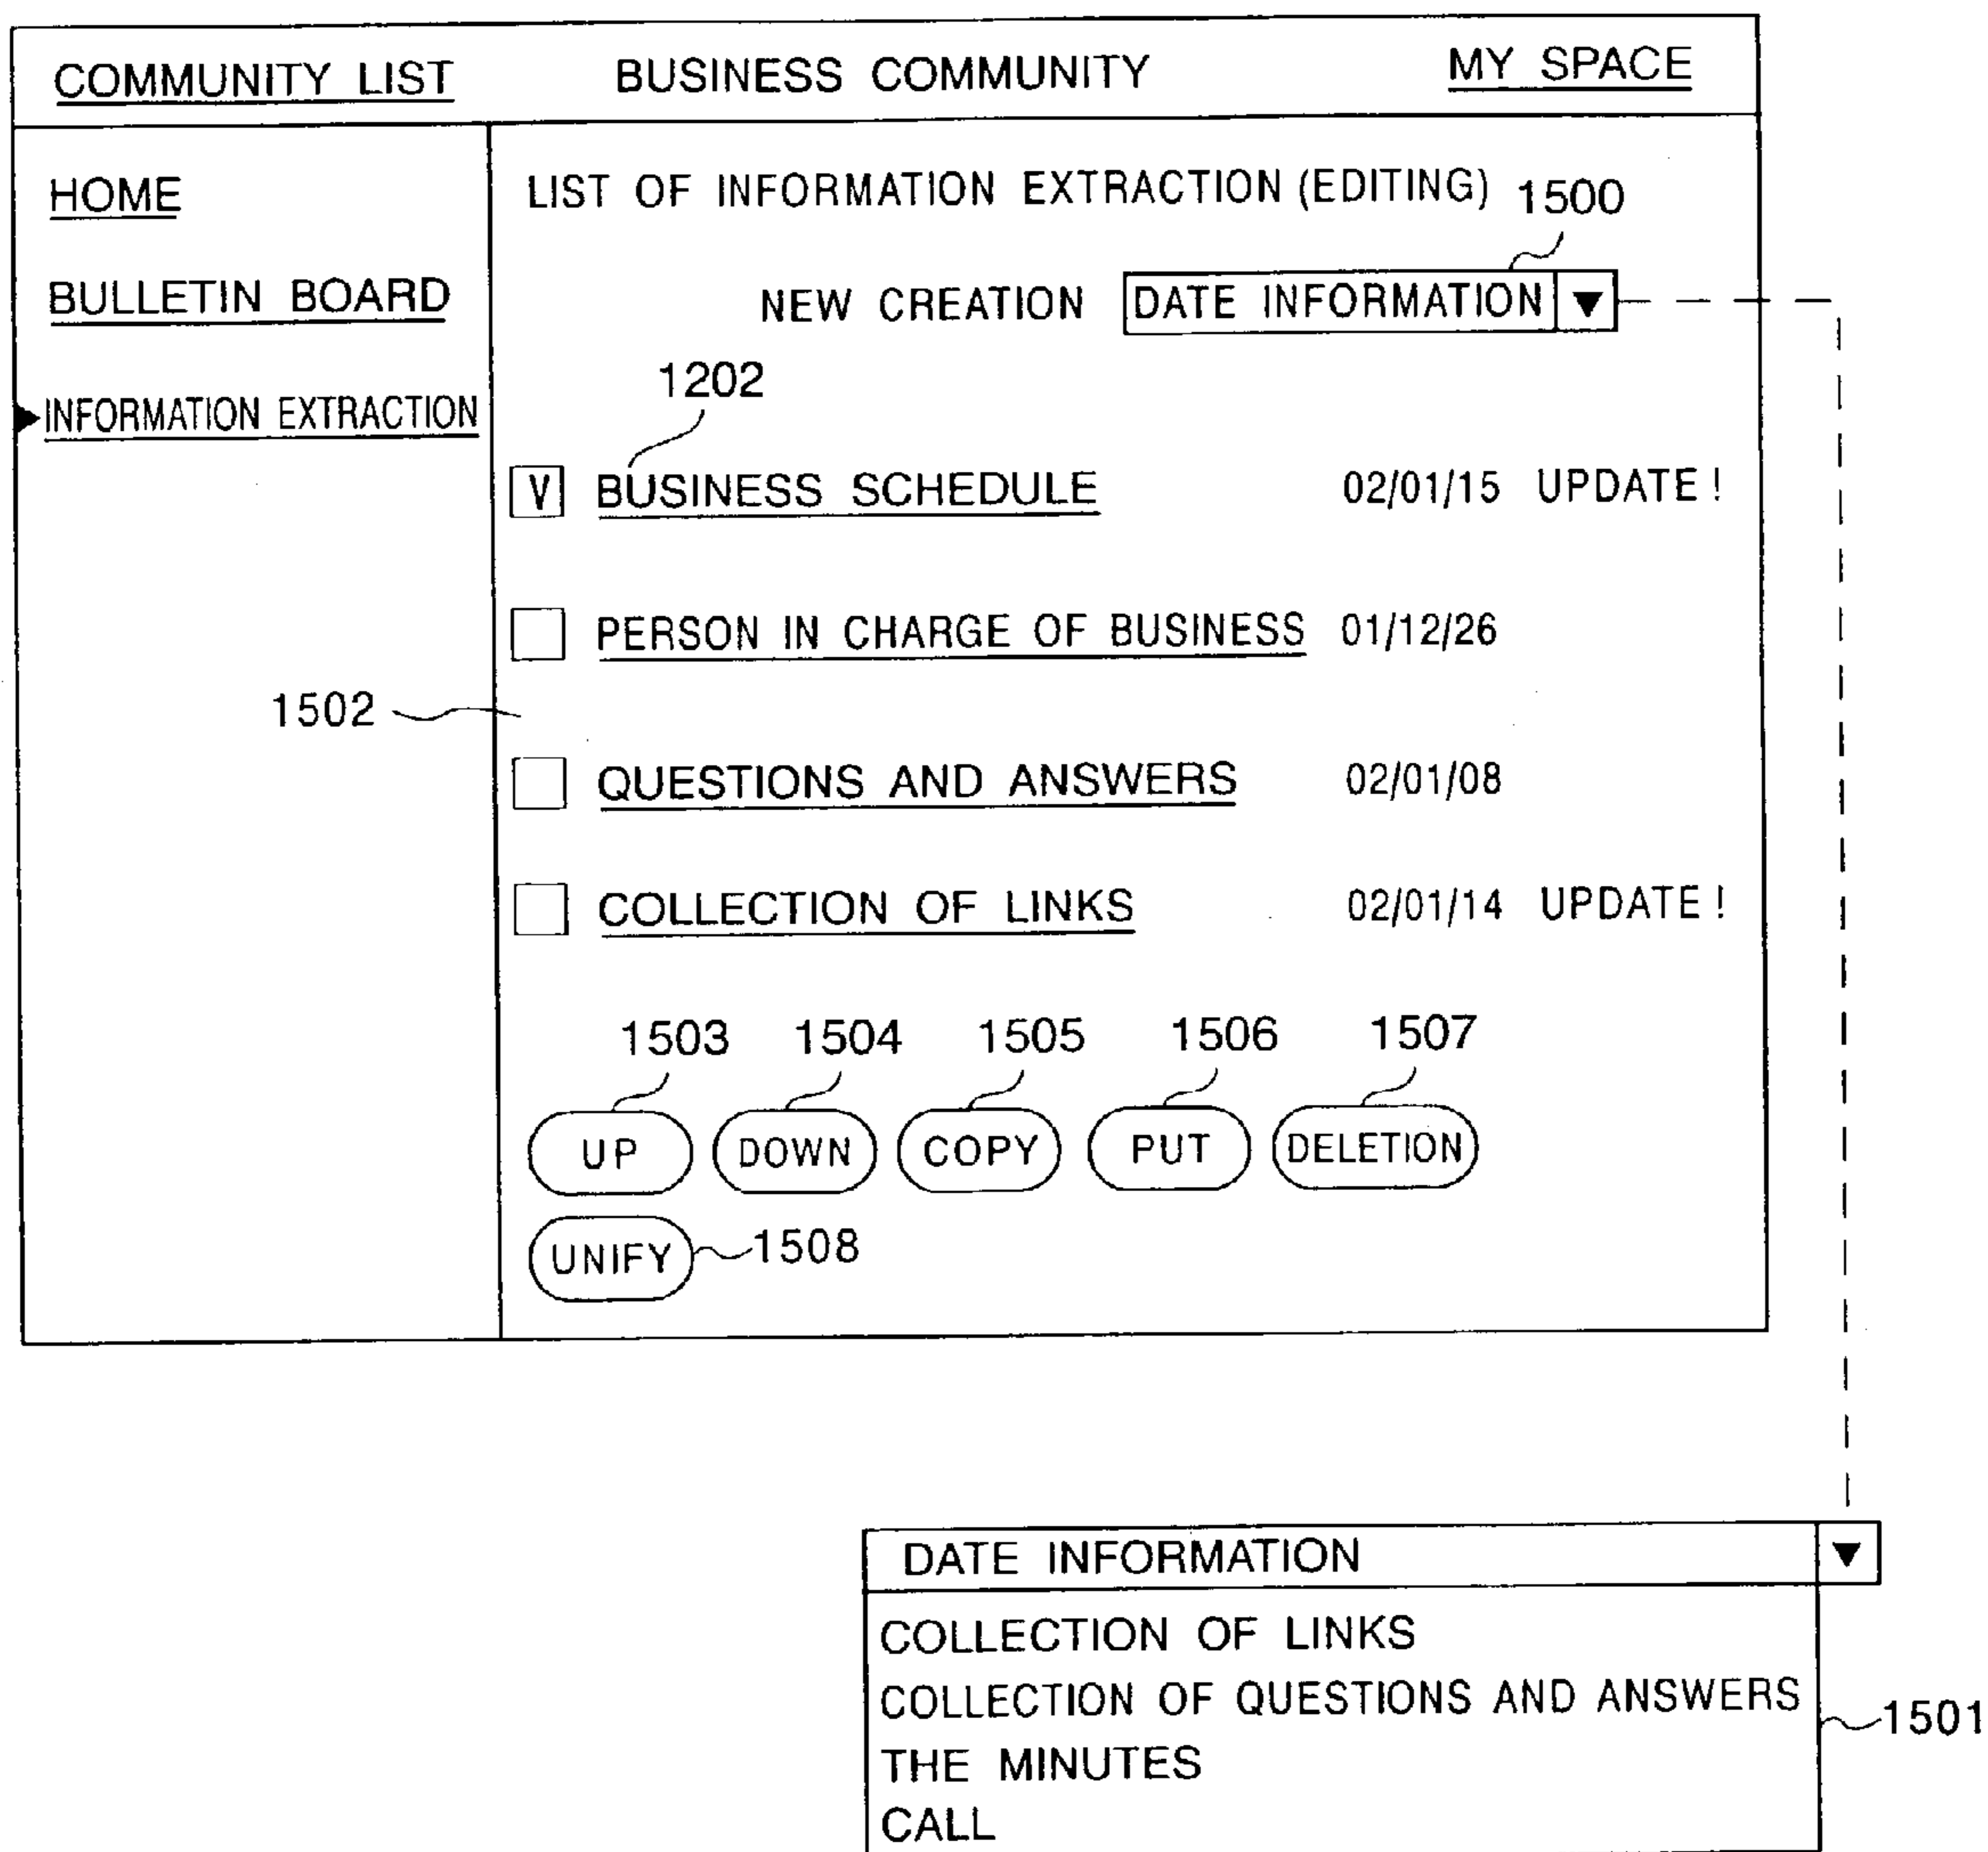 COMMUNITY LIST BUSINESS COMMUNITY MY SPACE
HOME
BULLETIN BOARD
INFORMATION EXTRACTION
LIST OF INFORMATION EXTRACTION (EDITING) 1500
NEW CREATION DATE INFORMATION ▼
1202
V BUSINESS SCHEDULE 02/01/15 UPDATE!
PERSON IN CHARGE OF BUSINESS 01/12/26
1502
QUESTIONS AND ANSWERS 02/01/08
COLLECTION OF LINKS 02/01/14 UPDATE!
1503 1504 1505 1506 1507
UP DOWN COPY PUT DELETION
UNIFY 1508
DATE INFORMATION ▼
COLLECTION OF LINKS
COLLECTION OF QUESTIONS AND ANSWERS
1501
THE MINUTES
CALL